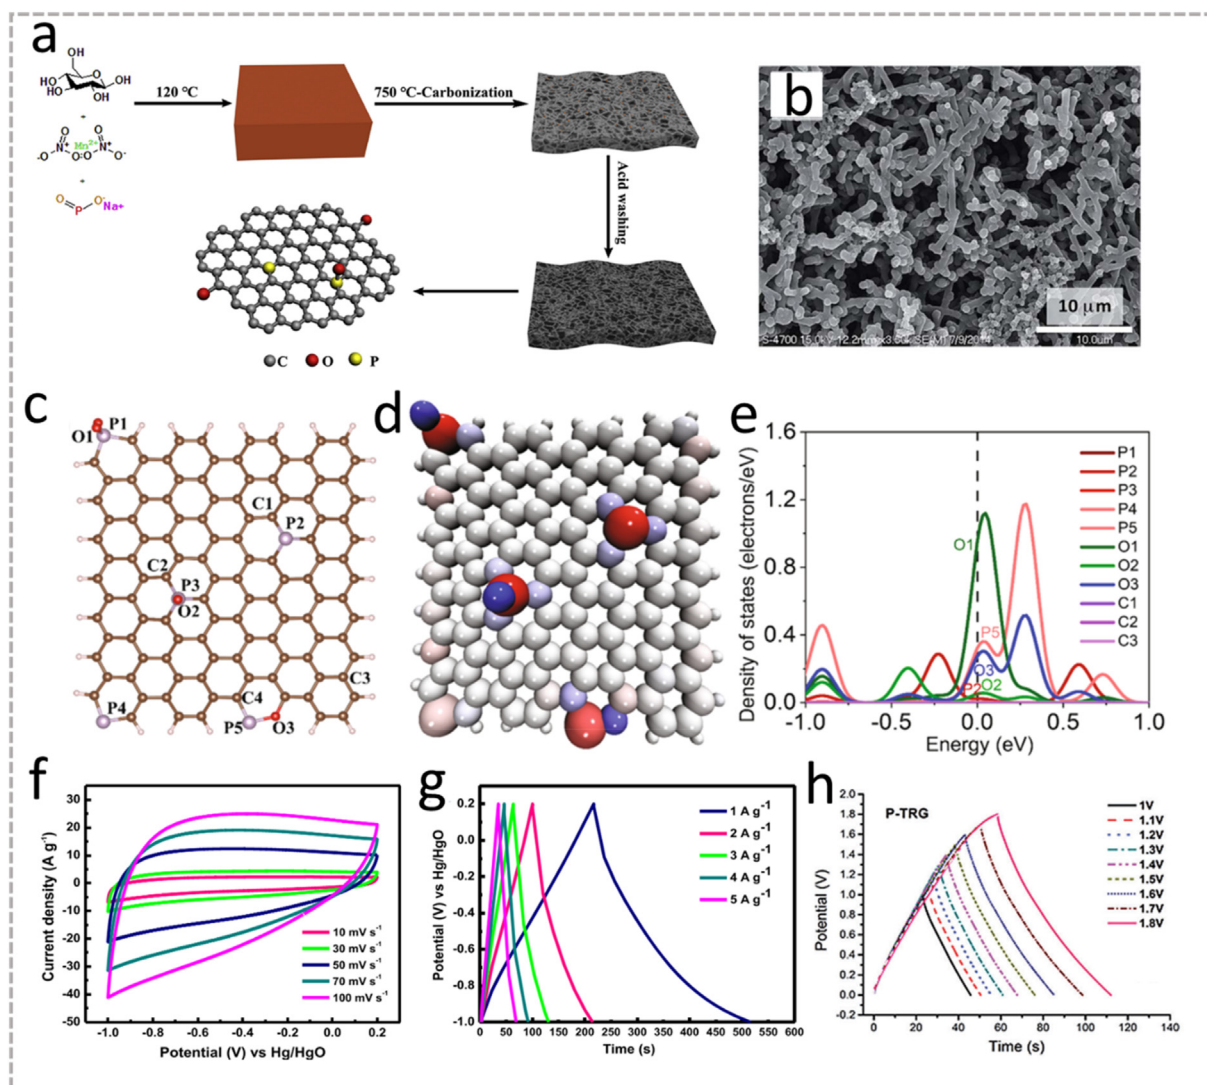 a
OH
OH
HO
HO
OH
OH
120 °C
750 °C-Carbonization
Mn²⁺
Na+
Acid
washing
C O P
b
10 µm
10.0um
c
P1
O1
C1
P2
C2
P3
O2
C3
P4
C4
P5
O3
d
e
Density of states (electrons/eV)
1.6
1.2
0.8
0.4
0.0
-1.0
-0.5
0.0
0.5
1.0
Energy (eV)
O1
P5
O3
P2
O2
P1
P2
P3
P4
P5
O1
O2
O3
C1
C2
C3
f
Current density (A g⁻¹)
30
20
10
0
-10
-20
-30
-40
-50
-1.0
-0.8
-0.6
-0.4
-0.2
0.0
0.2
Potential (V) vs Hg/HgO
10 mV s⁻¹
30 mV s⁻¹
50 mV s⁻¹
70 mV s⁻¹
100 mV s⁻¹
g
Potential (V) vs Hg/HgO
0.2
0.0
-0.2
-0.4
-0.6
-0.8
-1.0
0 50 100 150 200 250 300 350 400 450 500 550 600
Time (s)
1 A g⁻¹
2 A g⁻¹
3 A g⁻¹
4 A g⁻¹
5 A g⁻¹
h
P-TRG
Potential (V)
2.0
1.8
1.6
1.4
1.2
1.0
0.8
0.6
0.4
0.2
0.0
-0.2
0 20 40 60 80 100 120 140
Time (s)
1V
1.1V
1.2V
1.3V
1.4V
1.5V
1.6V
1.7V
1.8V